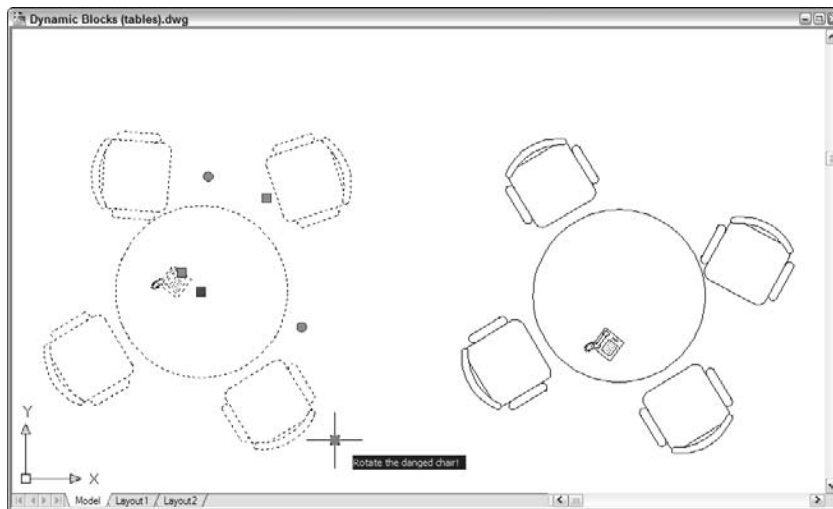 Dynamic Blocks (tables).dwg
Rotate the danged chair!
Y
X
Model / Layout1 / Layout2 /